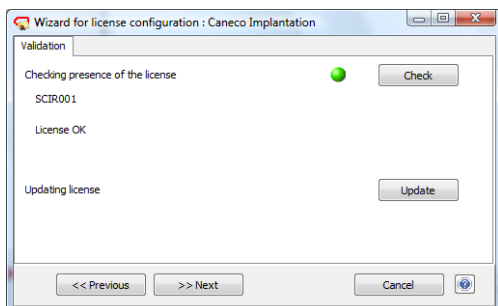 Wizard for license configuration : Caneco Implantation
Validation
Checking presence of the license
Check
SCIR001
License OK
Updating license
Update
<< Previous
>> Next
Cancel